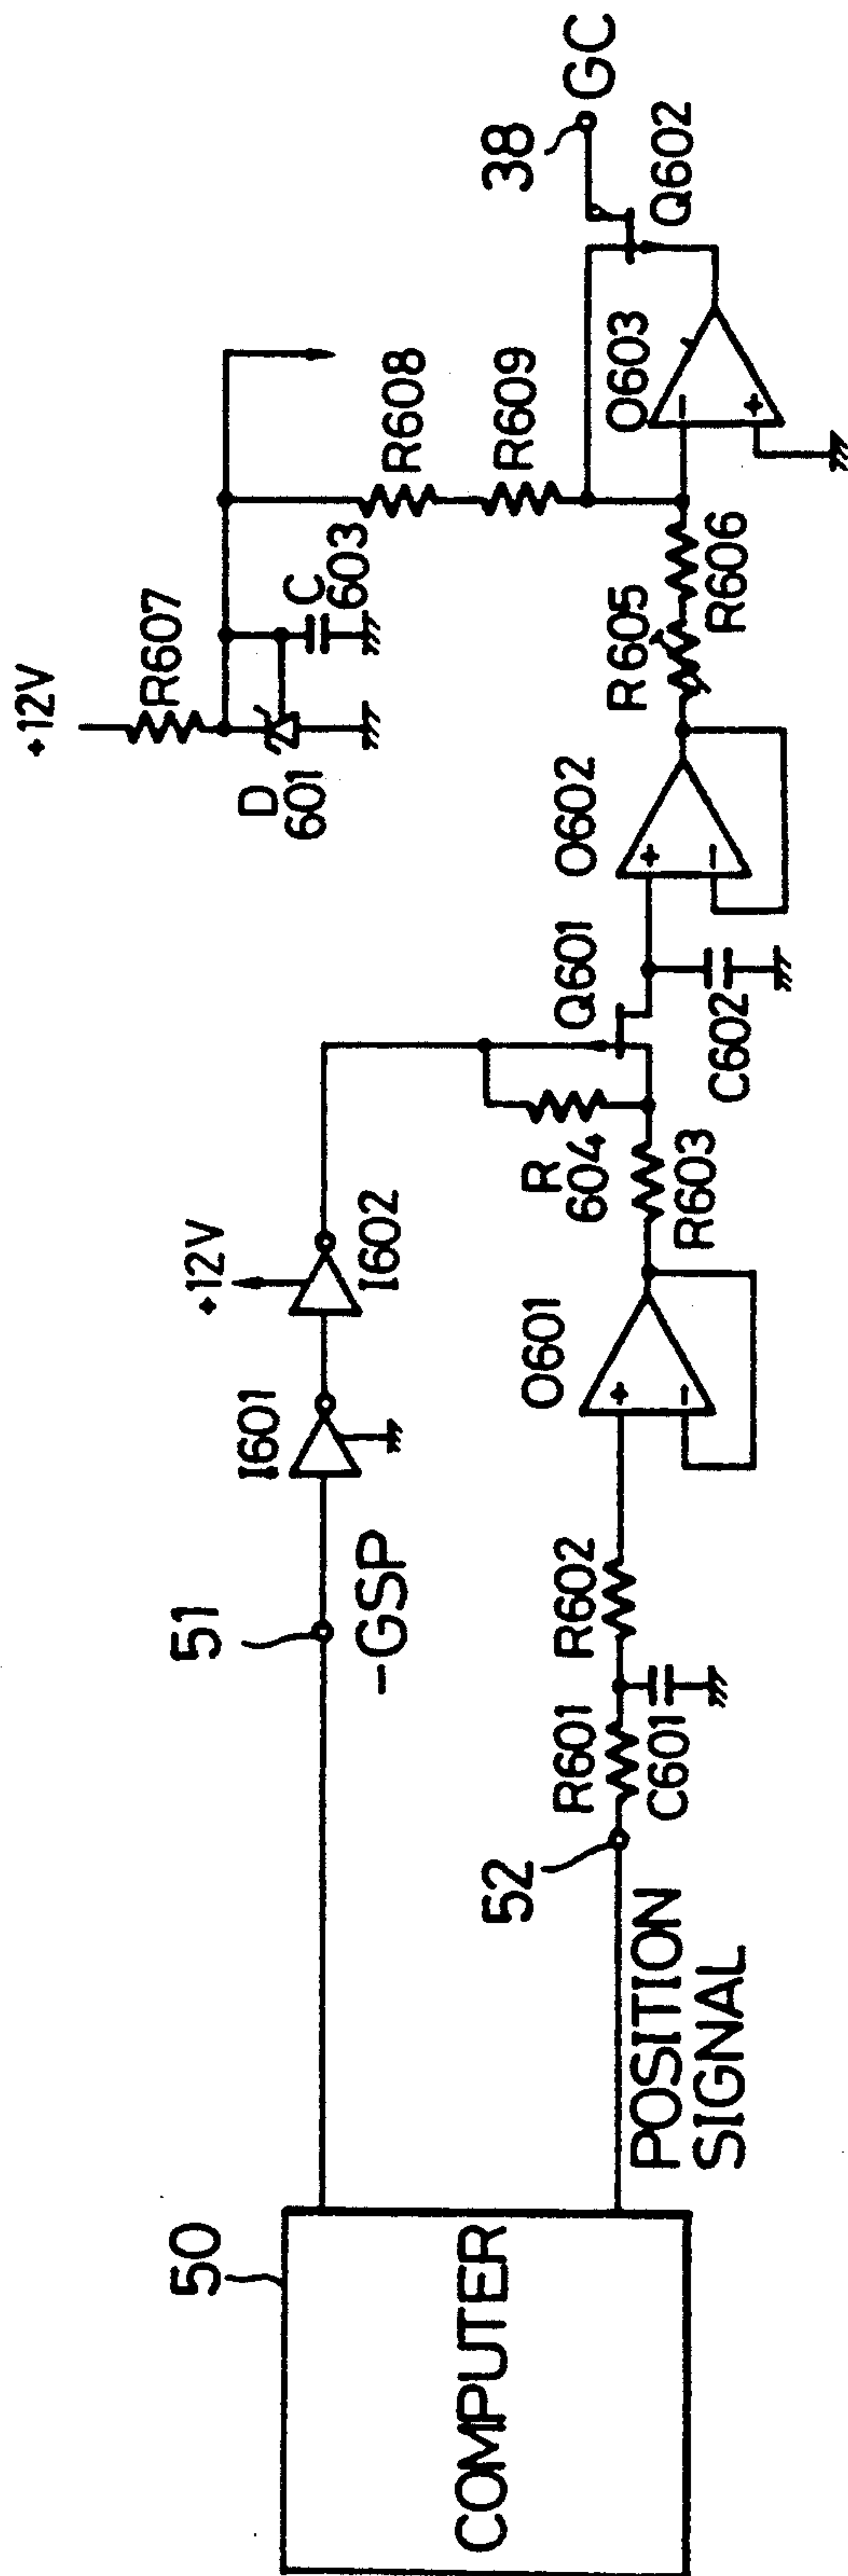 50
COMPUTER
51
-GSP
52
POSITION
SIGNAL
I601
I602
+12V
R601
C601
R602
O601
R
604
R603
Q601
C602
O602
+12V
R607
D
601
C
603
R608
R609
R605
R606
O603
-
+
+
-
+
-
Q602
38
GC